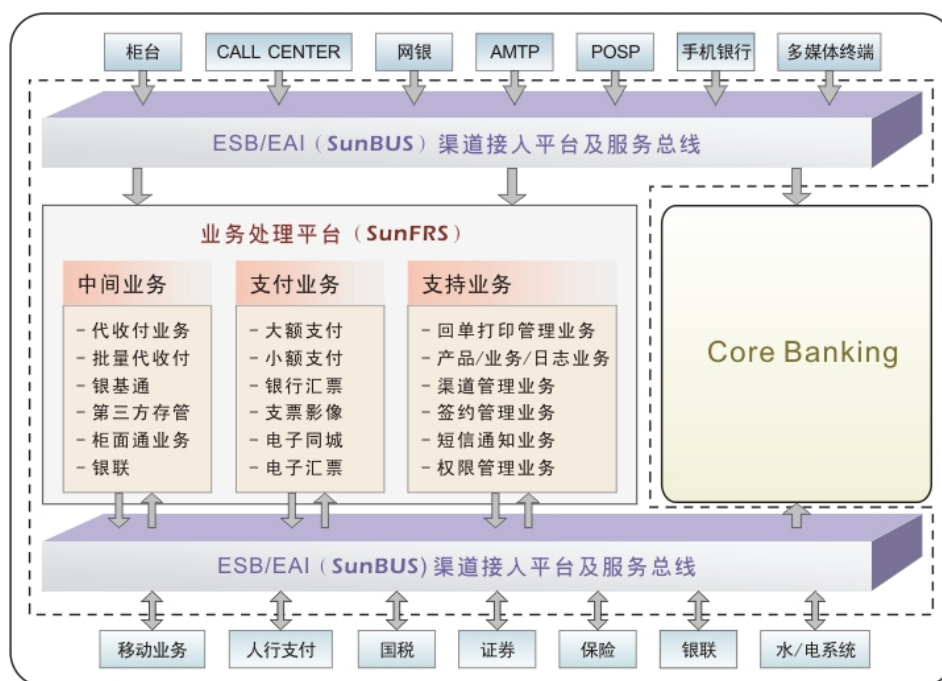 柜台
CALL CENTER
网银
AMTP
POSP
手机银行
多媒体终端
ESB/EAI（SunBUS）渠道接入平台及服务总线
业务处理平台（SunFRS）
中间业务
- 代收付业务
- 批量代收付
- 银基通
- 第三方存管
- 柜面通业务
- 银联
支付业务
- 大额支付
- 小额支付
- 银行汇票
- 支票影像
- 电子同城
- 电子汇票
支持业务
- 回单打印管理业务
- 产品/业务/日志业务
- 渠道管理业务
- 签约管理业务
- 短信通知业务
- 权限管理业务
Core Banking
ESB/EAI（SunBUS)渠道接入平台及服务总线
移动业务
人行支付
国税
证券
保险
银联
水/电系统